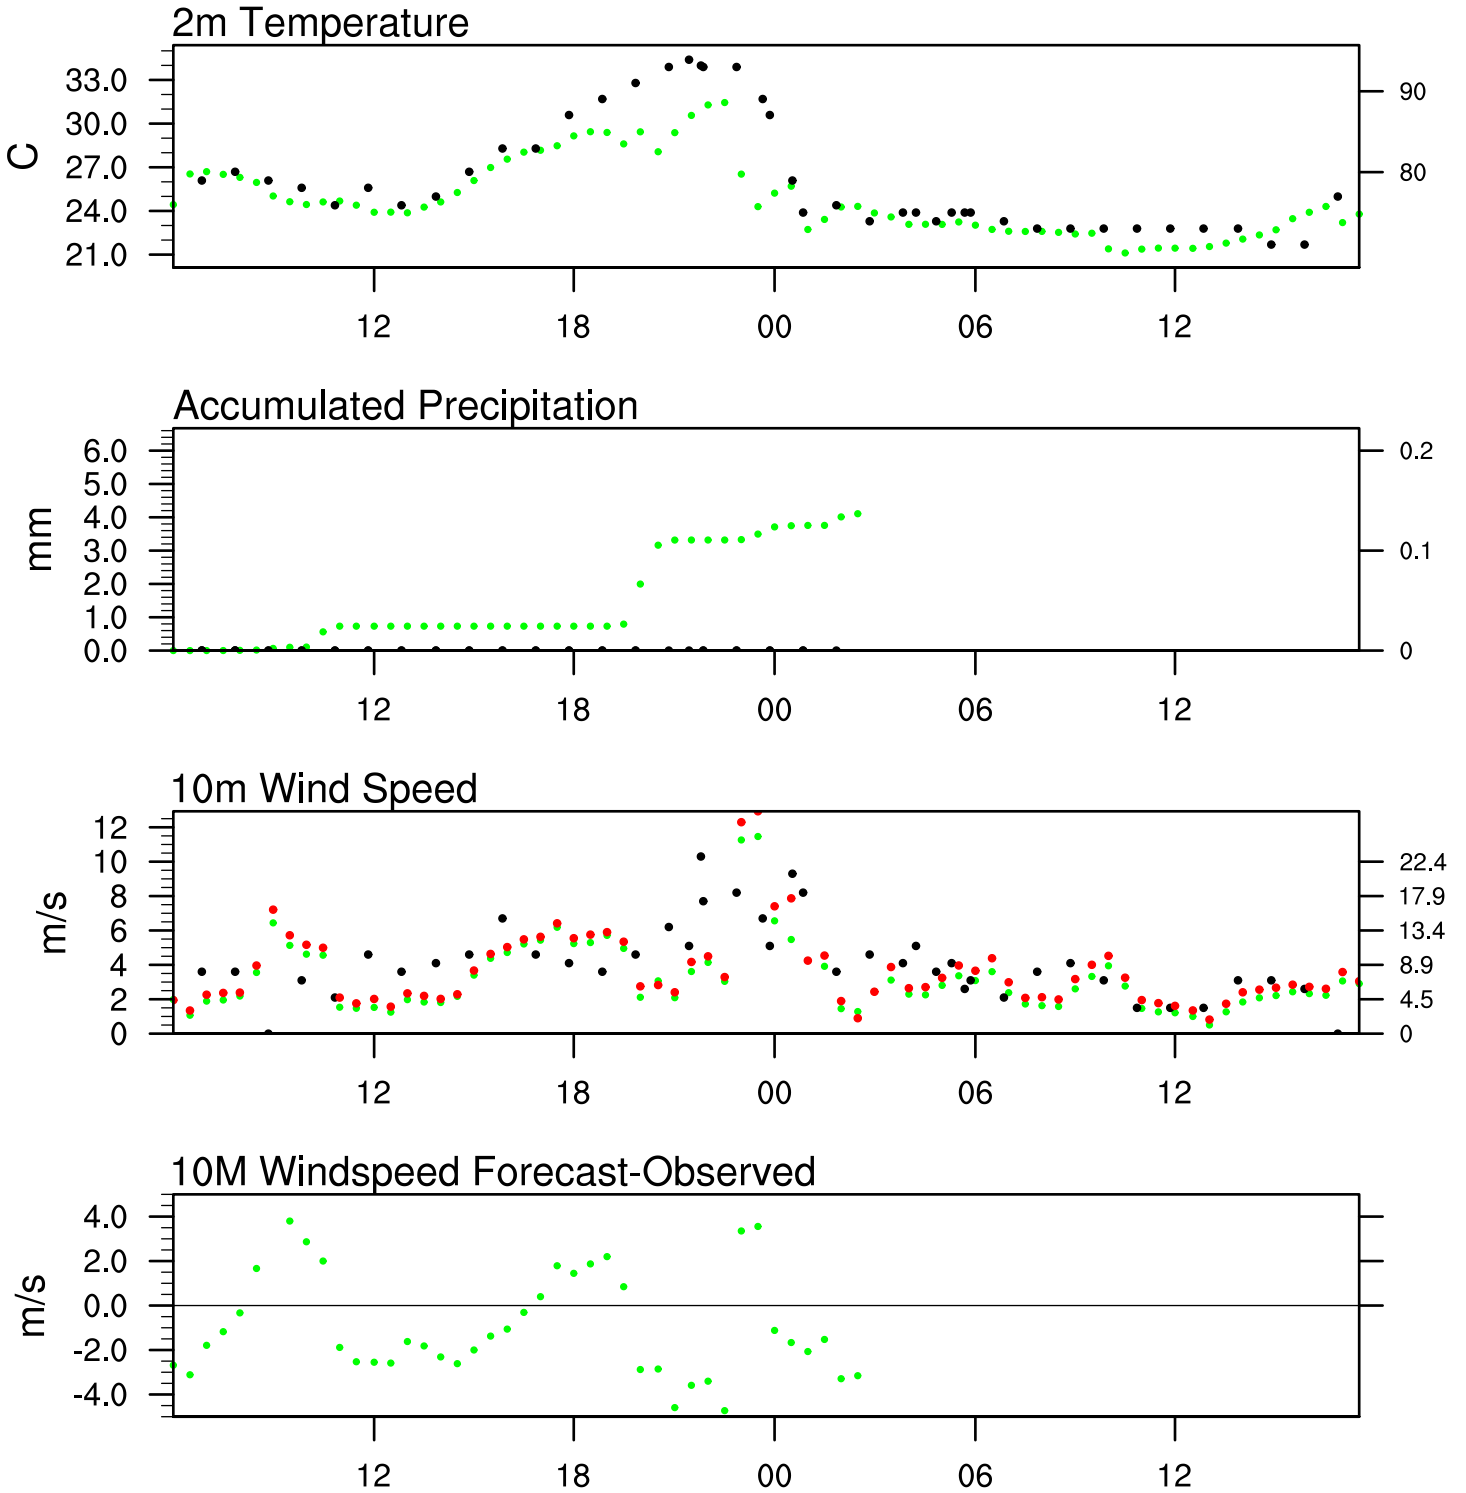 2m Temperature
33.0
30.0
27.0
24.0
21.0
C
90
80
12 18 00 06 12
Accumulated Precipitation
6.0
5.0
4.0
3.0
2.0
1.0
0.0
mm
0.2
0.1
0
12 18 00 06 12
10m Wind Speed
12
10
8
6
4
2
0
m/s
22.4
17.9
13.4
8.9
4.5
0
12 18 00 06 12
10M Windspeed Forecast-Observed
4.0
2.0
0.0
-2.0
-4.0
m/s
12 18 00 06 12